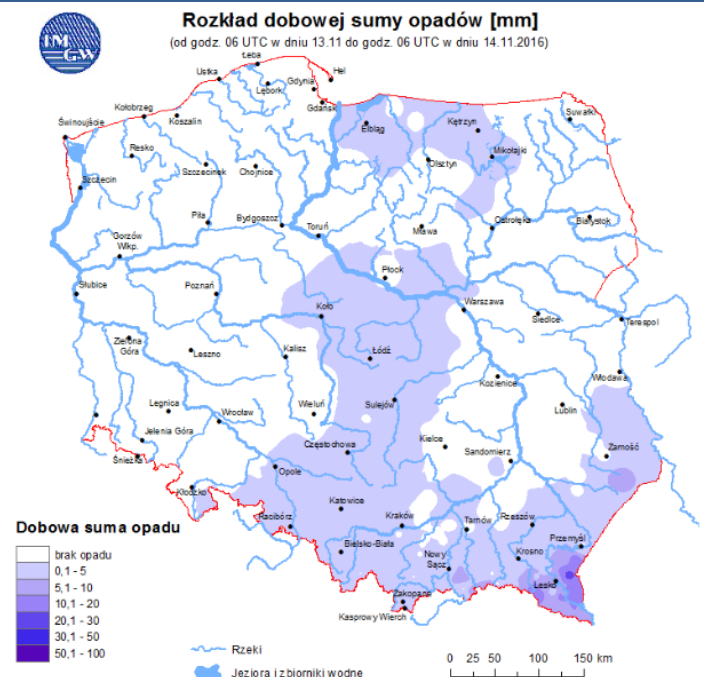 Rozkład dobowej sumy opadów [mm]
(od godz. 06 UTC w dniu 13.11 do godz. 06 UTC w dniu 14.11.2016)
IM
GW
Łeba
Ustka
Hel
Gdynia
Lębork
Gdańsk
Kołobrzeg
Koszalin
Świnoujście
Elbląg
Kętrzyn
Suwałki
Resko
Szczecinek
Chojnice
Olsztyn
Mikołajki
Szczecin
Piła
Bydgoszcz
Toruń
Mława
Ostrołęka
Białystok
Gorzów
Wlkp.
Płock
Słubice
Poznań
Koło
Warszawa
Siedlce
Terespol
Zielona
Góra
Leszno
Kalisz
Łódź
Kozienice
Włodawa
Legnica
Wrocław
Wieluń
Sulejów
Lublin
Jelenia Góra
Częstochowa
Kielce
Sandomierz
Zamość
Śnieżka
Opole
Kłodzko
Katowice
Racibórz
Kraków
Tarnów
Rzeszów
Przemyśl
Bielsko-Biała
Nowy
Sącz
Krosno
Lesko
Zakopane
Kasprowy Wierch
Dobowa suma opadu
brak opadu
0,1 - 5
5,1 - 10
10,1 - 20
20,1 - 30
30,1 - 50
50,1 - 100
Rzeki
Jeziora i zbiorniki wodne
0 25 50 100 150 km